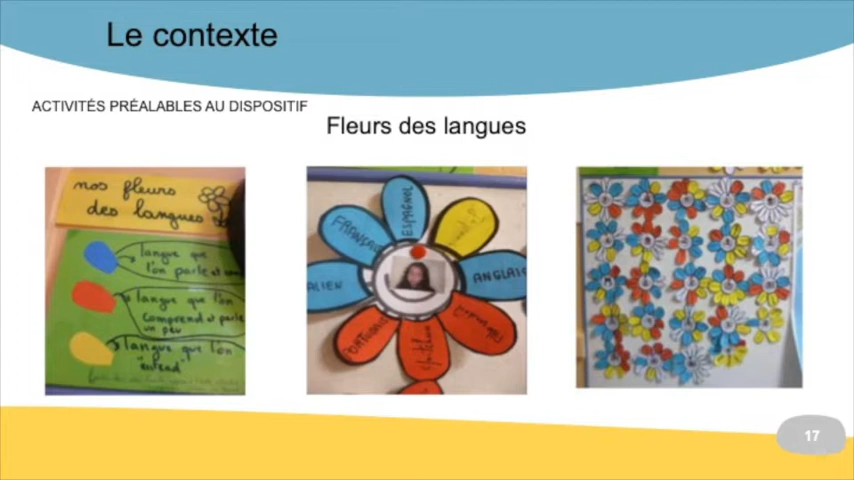 Le contexte
ACTIVITÉS PRÉALABLES AU DISPOSITIF
Fleurs des langues
nos fleurs
des langues
langue que
l'on parle et
langue que l'on
comprend et parle
un peu
langue que l'on
entend
FRANÇAIS
ESPAGNOL
ANGLAIS
ALIEN
17